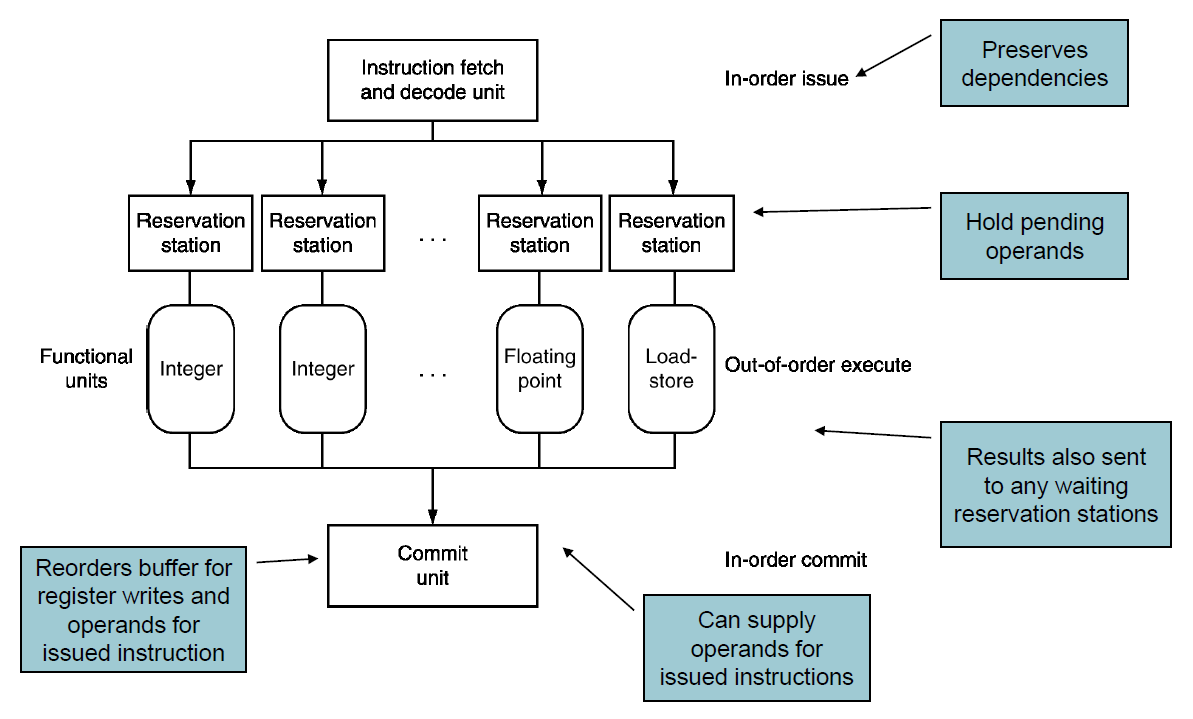 Instruction fetch
and decode unit
In-order issue
Preserves
dependencies
Reservation
station
Reservation
station
. . .
Reservation
station
Reservation
station
Hold pending
operands
Functional
units
Integer
Integer
. . .
Floating
point
Load-
store
Out-of-order execute
Results also sent
to any waiting
reservation stations
Commit
unit
In-order commit
Reorders buffer for
register writes and
operands for
issued instruction
Can supply
operands for
issued instructions